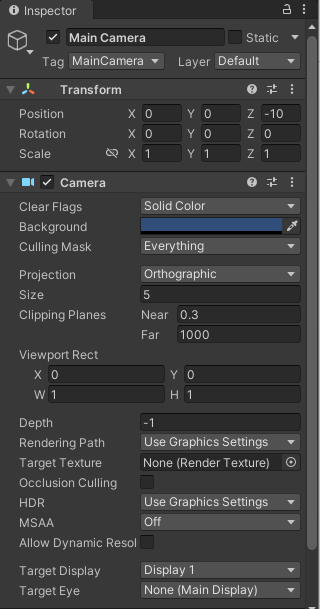 Inspector
Main Camera Static
Tag MainCamera Layer Default
Transform
Position X 0 Y 0 Z -10
Rotation X 0 Y 0 Z 0
Scale X 1 Y 1 Z 1
Camera
Clear Flags Solid Color
Background
Culling Mask Everything
Projection Orthographic
Size 5
Clipping Planes Near 0.3
Far 1000
Viewport Rect
X 0 Y 0
W 1 H 1
Depth -1
Rendering Path Use Graphics Settings
Target Texture None (Render Texture)
Occlusion Culling
HDR Use Graphics Settings
MSAA Off
Allow Dynamic Resol
Target Display Display 1
Target Eye None (Main Display)